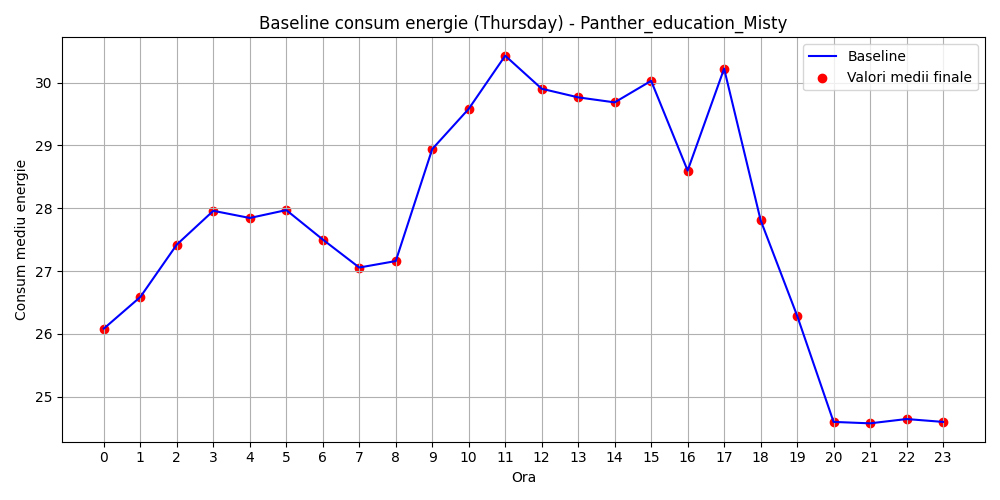 Baseline consum energie (Thursday) - Panther_education_Misty
Baseline
Valori medii finale
Consum mediu energie
30
29
28
27
26
25
0 1 2 3 4 5 6 7 8 9 10 11 12 13 14 15 16 17 18 19 20 21 22 23
Ora